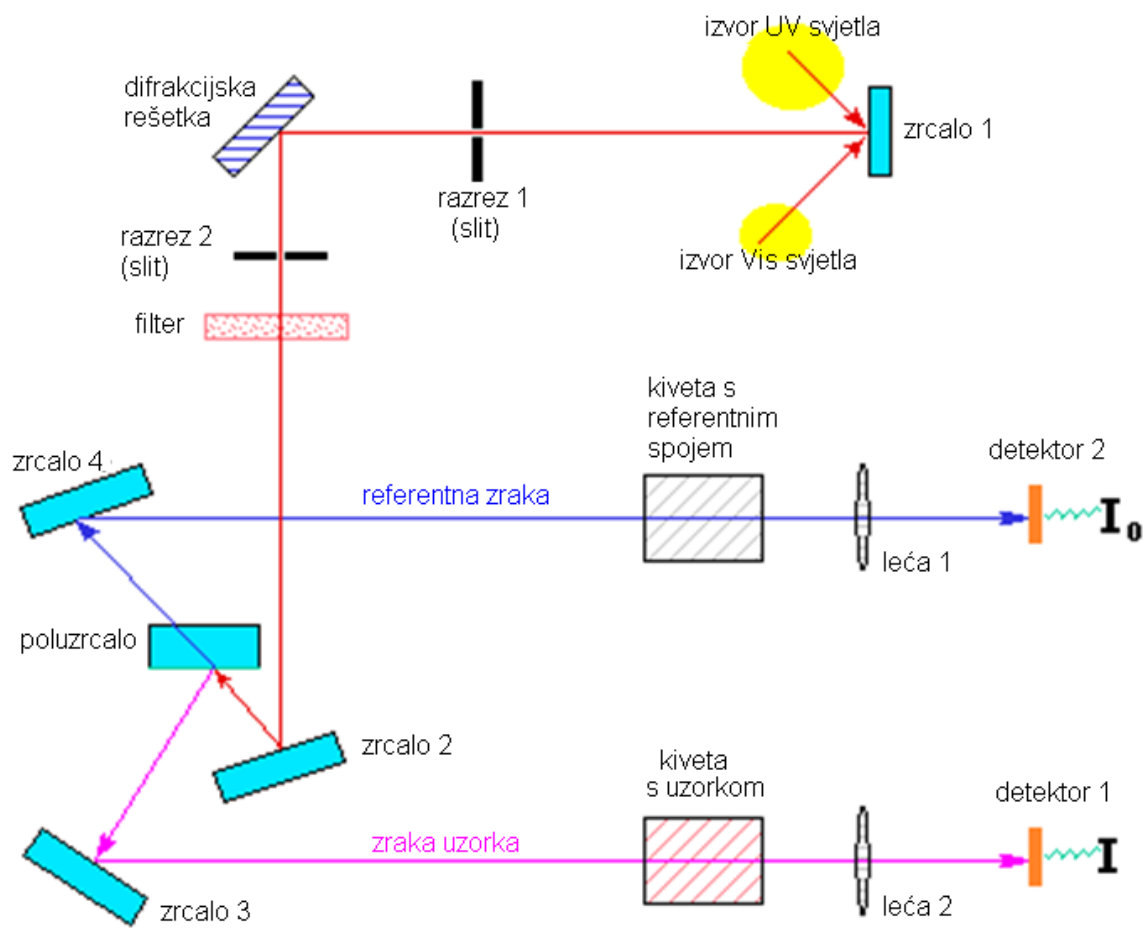 izvor UV svjetla
difrakcijska
rešetka
zrcalo 1
razrez 1
(slit)
razrez 2
(slit)
izvor Vis svjetla
filter
kiveta s
referentnim
spojem
zrcalo 4
detektor 2
referentna zraka
I0
leća 1
poluzrcalo
zrcalo 2
kiveta
s uzorkom
detektor 1
zraka uzorka
I
zrcalo 3
leća 2